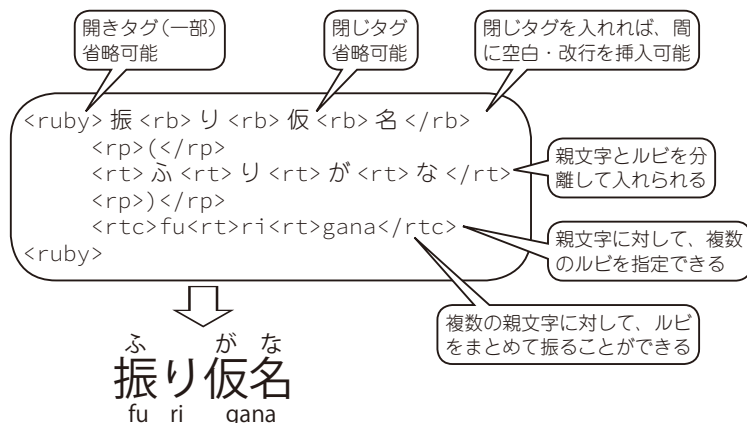 開きタグ(一部)
省略可能
閉じタグ
省略可能
閉じタグを入れれば、間
に空白・改行を挿入可能
<ruby>振<rb>り<rb>仮<rb>名</rb>
<rp>(</rp>
<rt>ふ<rt>り<rt>が<rt>な</rt>
<rp>)</rp>
<rtc>fu<rt>ri<rt>gana</rtc>
<ruby>
親文字とルビを分
離して入れられる
親文字に対して、複数
のルビを指定できる
複数の親文字に対して、ルビ
をまとめて振ることができる
ふ が な
振り仮名
fu ri gana